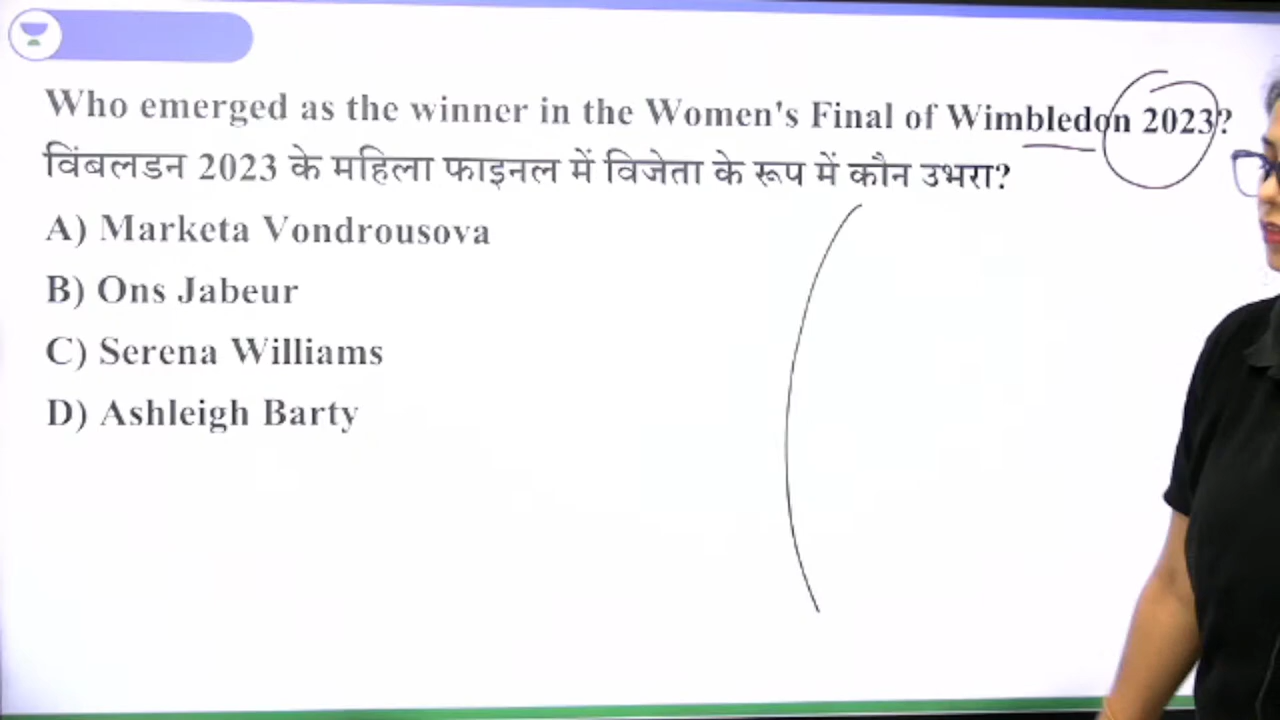 Who emerged as the winner in the Women's Final of Wimbledon 2023?
विंबलडन 2023 के महिला फाइनल में विजेता के रूप में कौन उभरा?
A) Marketa Vondrousova
B) Ons Jabeur
C) Serena Williams
D) Ashleigh Barty